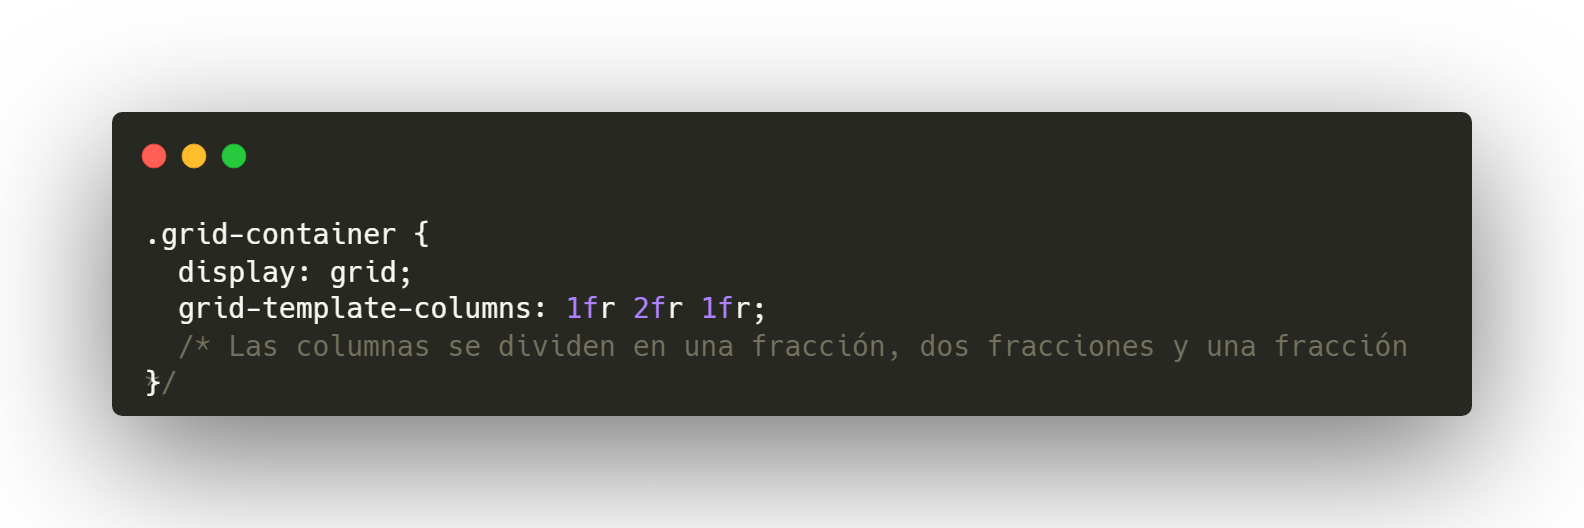 .grid-container {
  display: grid;
  grid-template-columns: 1fr 2fr 1fr;
  /* Las columnas se dividen en una fracción, dos fracciones y una fracción
*/
}